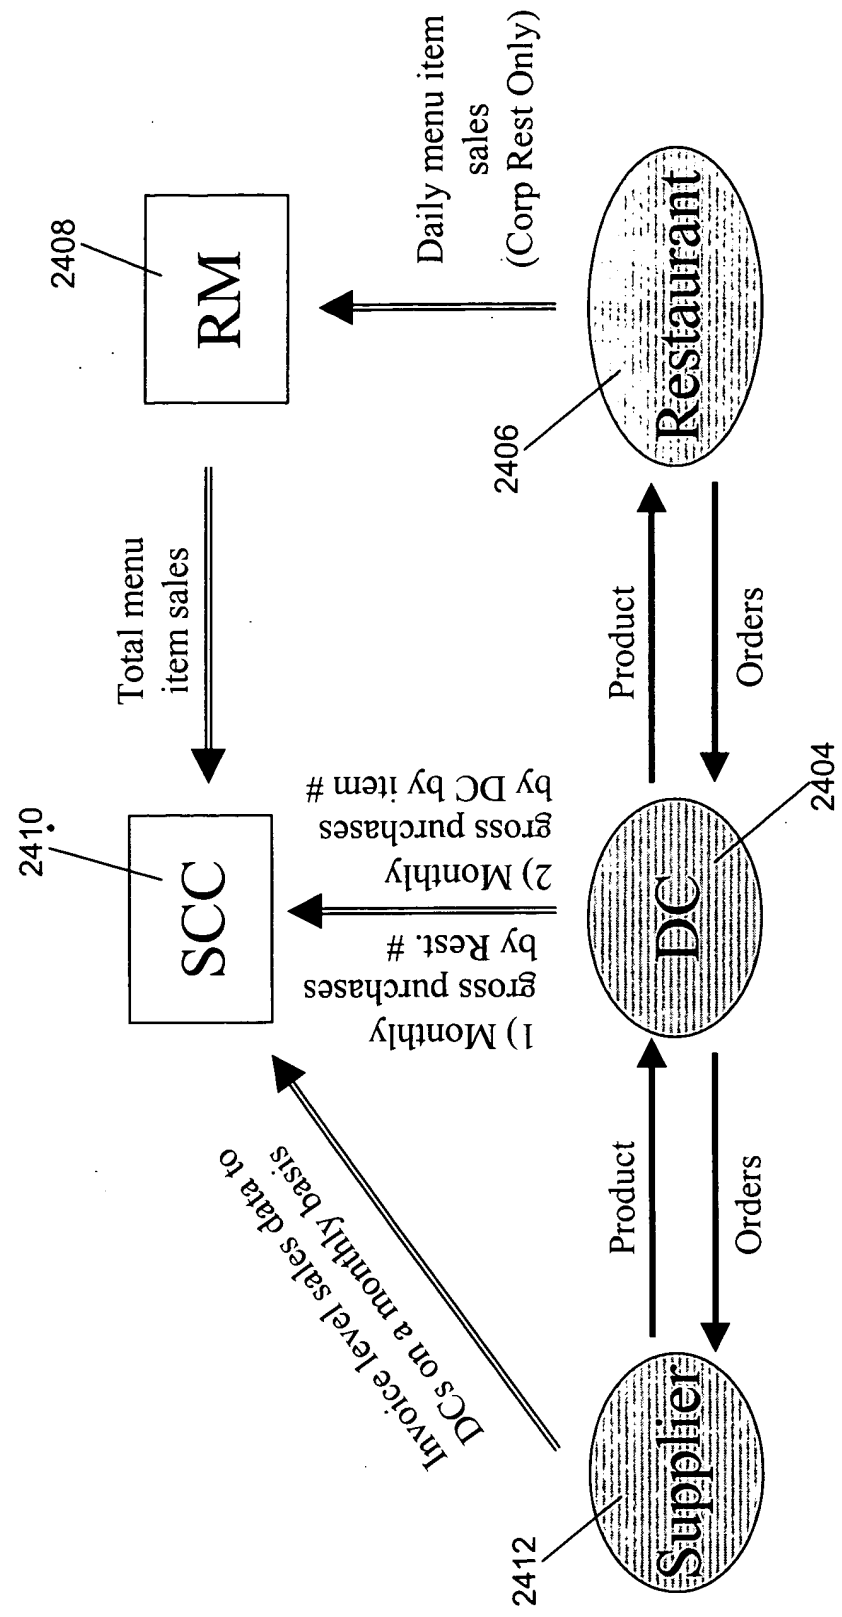 2410
SCC
Total menu
item sales
2408
RM
Invoice level sales data to
DCs on a monthly basis
1) Monthly
gross purchases
by Rest. #
2) Monthly
gross purchases
by DC by item #
Daily menu item
sales
(Corp Rest Only)
2412
Supplier
Product
Orders
DC
2404
Product
Orders
2406
Restaurant